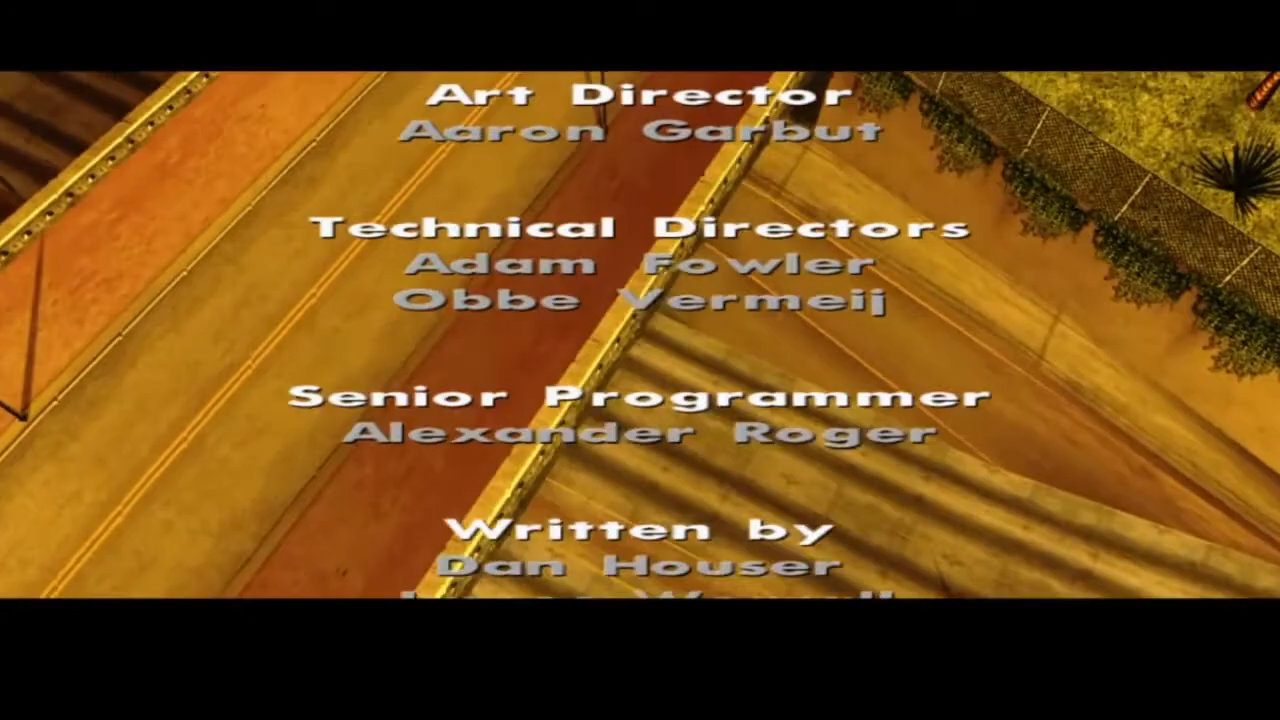 Art Director
Aaron Garbut
Technical Directors
Adam Fowler
Obbe Vermeij
Senior Programmer
Alexander Roger
Written by
Dan Houser